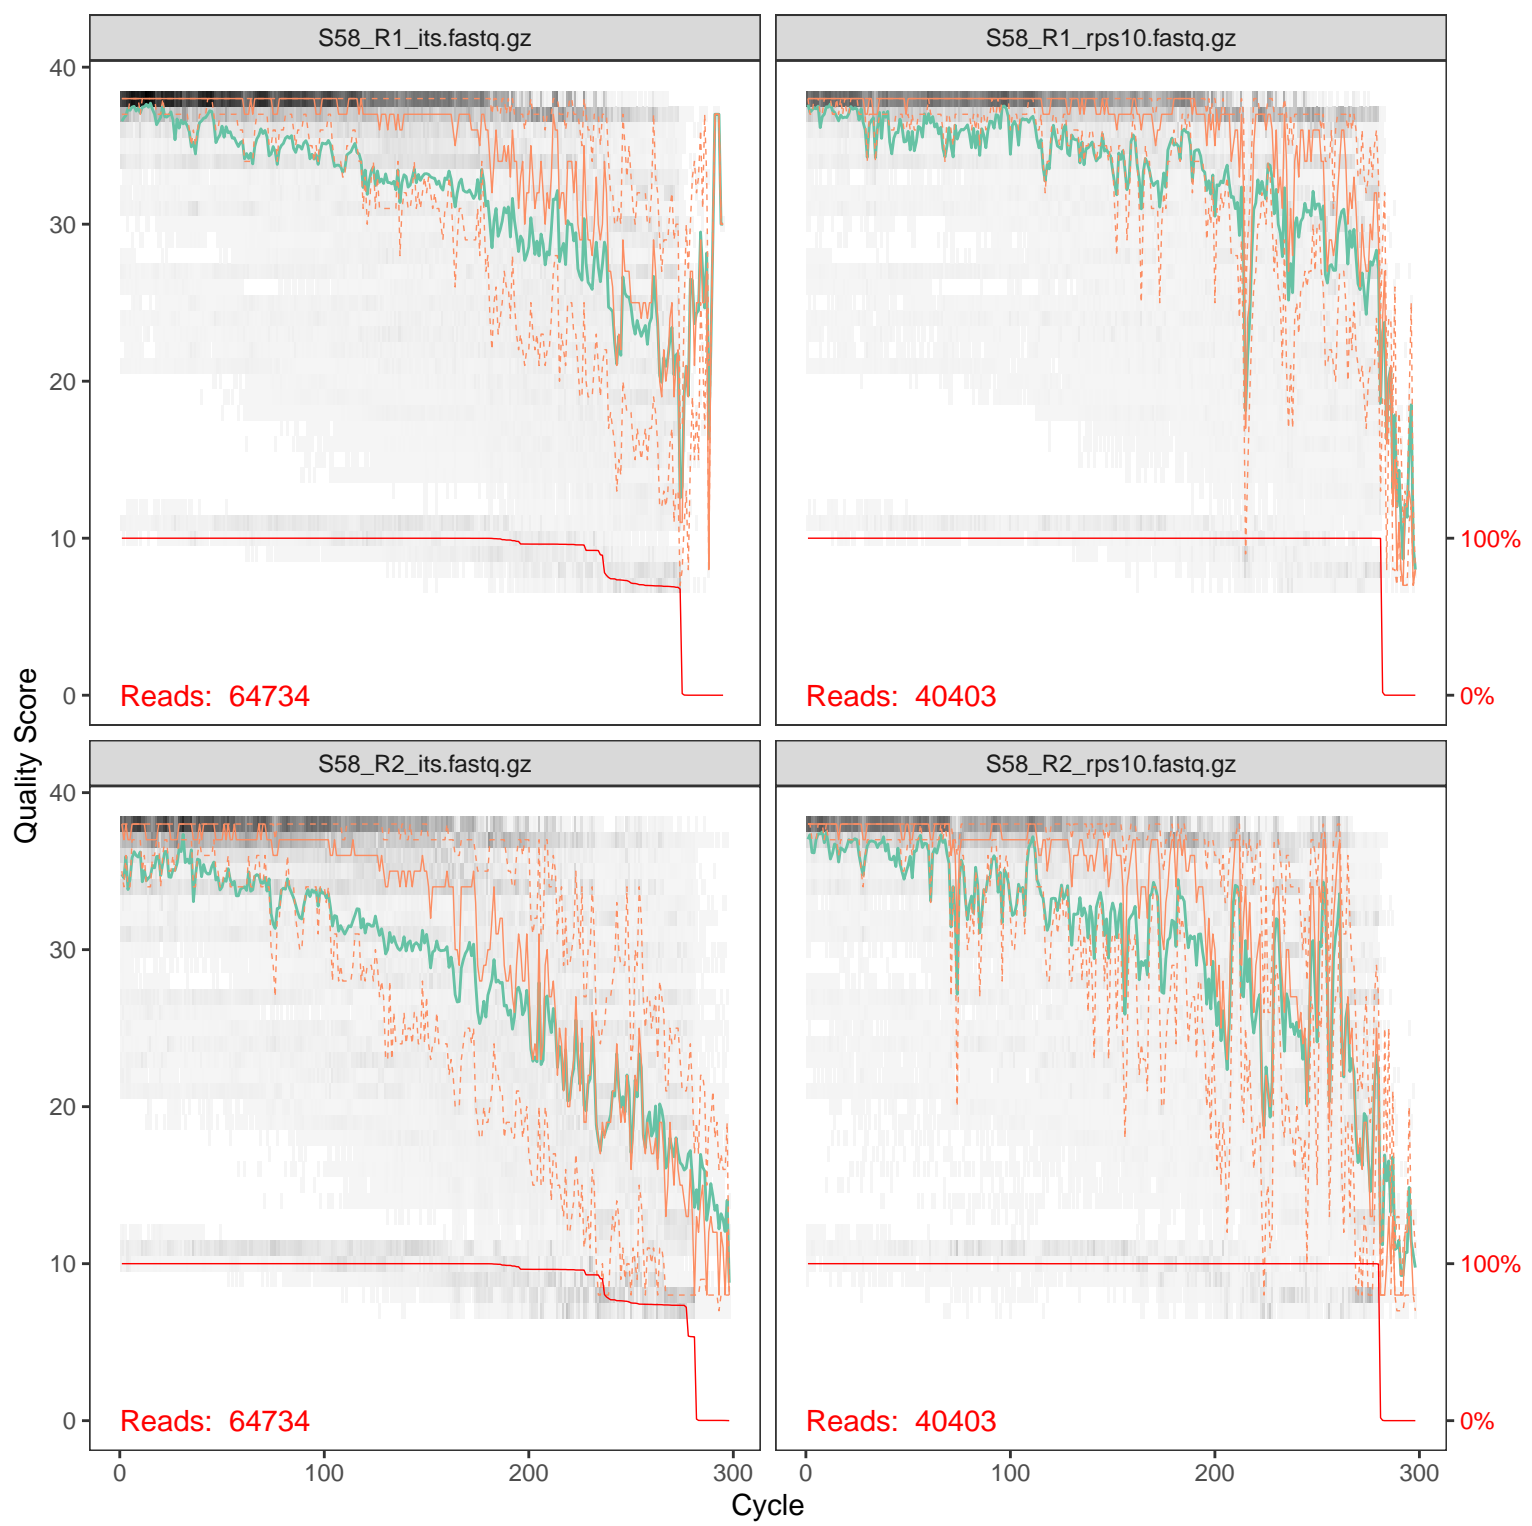 S58_R1_its.fastq.gz
S58_R1_rps10.fastq.gz
40
30
20
10
0
Reads: 64734
Reads: 40403
100%
0%
S58_R2_its.fastq.gz
S58_R2_rps10.fastq.gz
40
30
20
10
0
Reads: 64734
Reads: 40403
100%
0%
0
100
200
300
0
100
200
300
Cycle
Quality Score